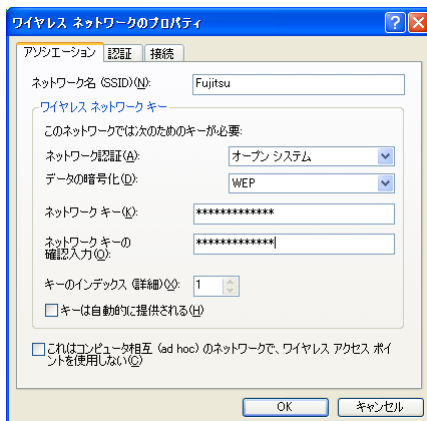 ワイヤレス ネットワークのプロパティ
アソシエーション 認証 接続
ネットワーク名 (SSID)(N): Fujitsu
ワイヤレス ネットワーク キー
このネットワークでは次のためのキーが必要:
ネットワーク認証(A): オープン システム
データの暗号化(D): WEP
ネットワーク キー(K): *************
ネットワーク キーの
確認入力(O): *************
キーのインデックス (詳細)(X): 1
キーは自動的に提供される(H)
これはコンピュータ相互 (ad hoc) のネットワークで、ワイヤレス アクセス ポイ
ントを使用しない(C)
OK キャンセル